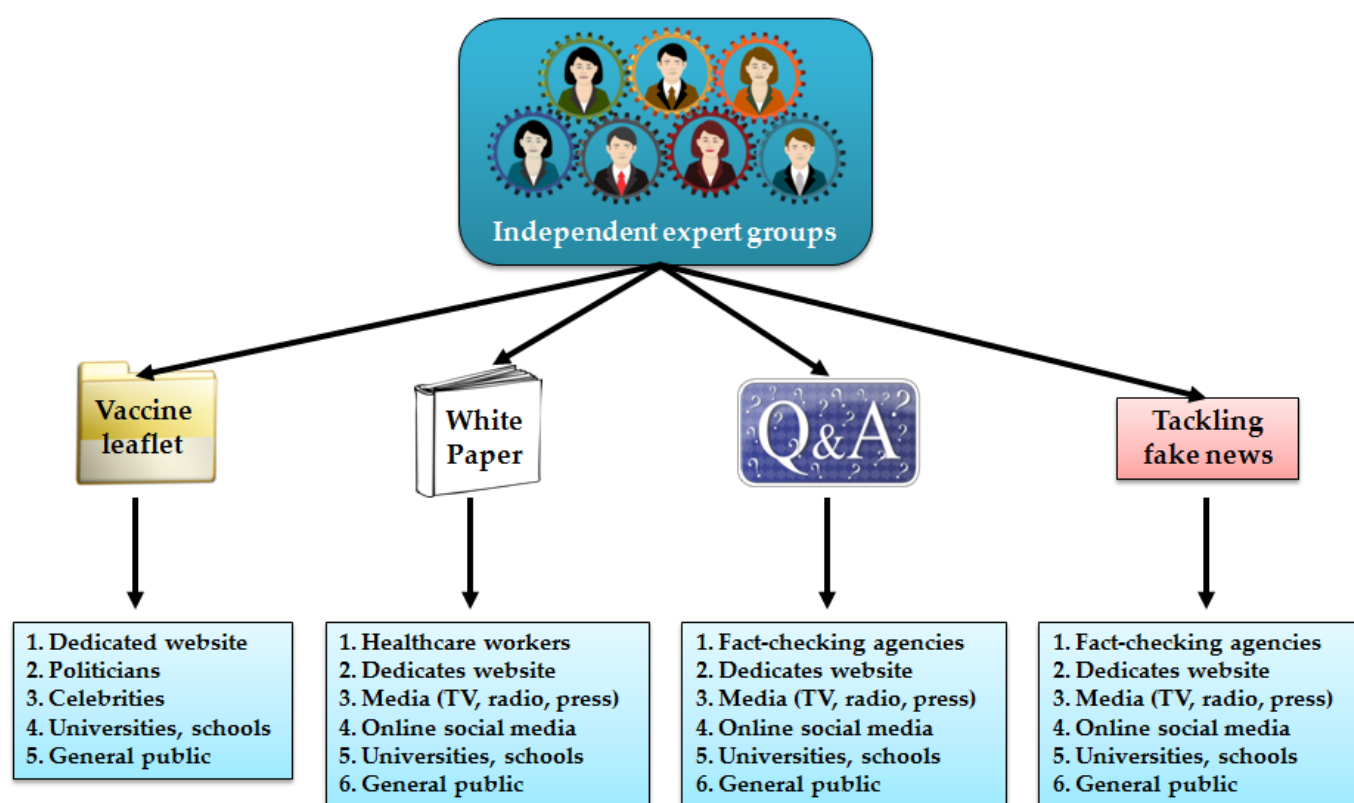 Independent expert groups
Vaccine
leaflet
White
Paper
Q&A
Tackling
fake news
1. Dedicated website
2. Politicians
3. Celebrities
4. Universities, schools
5. General public
1. Healthcare workers
2. Dedicates website
3. Media (TV, radio, press)
4. Online social media
5. Universities, schools
6. General public
1. Fact-checking agencies
2. Dedicates website
3. Media (TV, radio, press)
4. Online social media
5. Universities, schools
6. General public
1. Fact-checking agencies
2. Dedicates website
3. Media (TV, radio, press)
4. Online social media
5. Universities, schools
6. General public